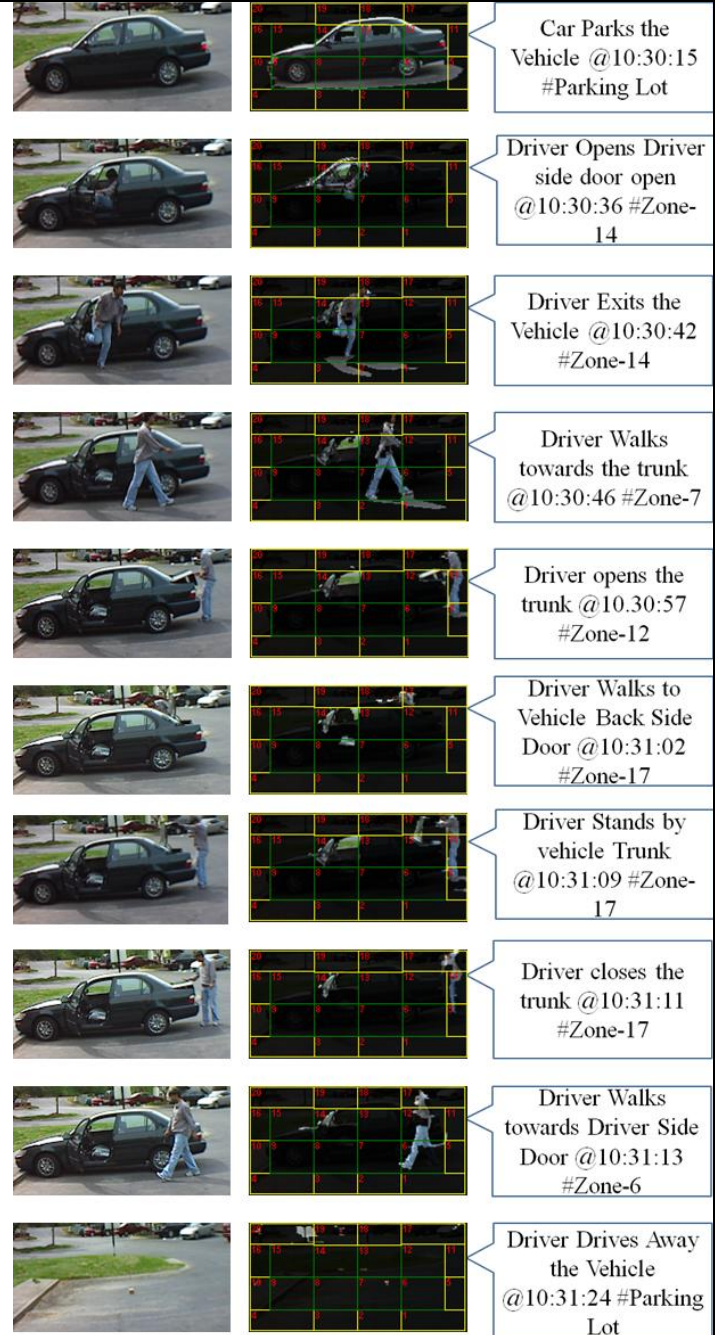 Car Parks the
Vehicle @10:30:15
#Parking Lot
Driver Opens Driver
side door open
@10:30:36 #Zone-
14
Driver Exits the
Vehicle @10:30:42
#Zone-14
Driver Walks
towards the trunk
@10:30:46 #Zone-7
Driver opens the
trunk @10.30:57
#Zone-12
Driver Walks to
Vehicle Back Side
Door @10:31:02
#Zone-17
Driver Stands by
vehicle Trunk
@10:31:09 #Zone-
17
Driver closes the
trunk @10:31:11
#Zone-17
Driver Walks
towards Driver Side
Door @10:31:13
#Zone-6
Driver Drives Away
the Vehicle
@10:31:24 #Parking
Lot